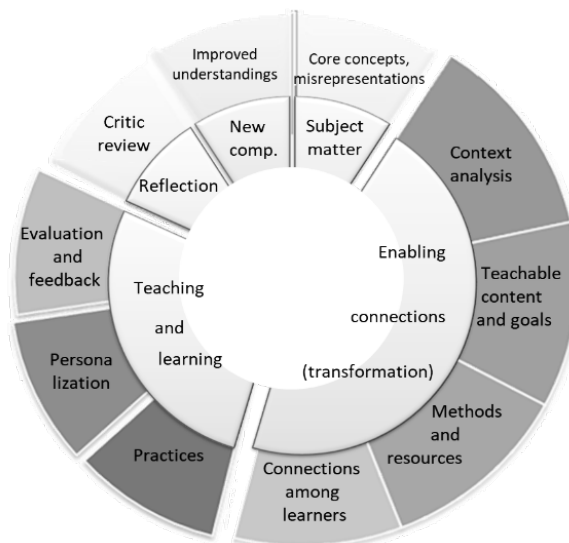 Improved
understandings
Core concepts,
misrepresentations
Critic
review
New
comp.
Subject
matter
Reflection
Context
analysis
Evaluation
and
feedback
Enabling
connections
(transformation)
Teachable
content
and goals
Teaching
and
learning
Persona
lization
Methods
and
resources
Practices
Connections
among
learners